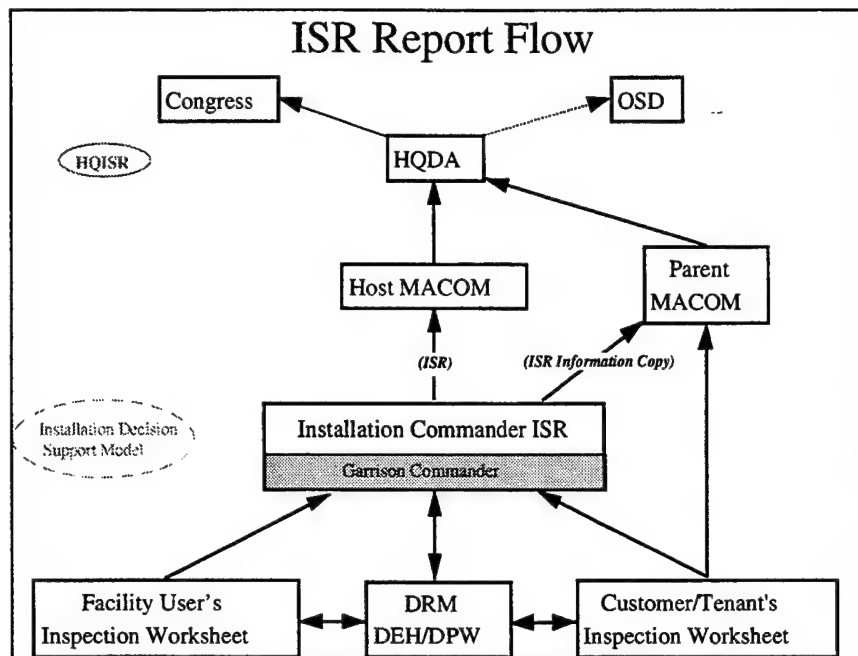 ISR Report Flow
Congress
OSD
HQISR
HQDA
Host MACOM
Parent
MACOM
(ISR)
(ISR Information Copy)
Installation Decision
Support Model
Installation Commander ISR
Garrison Commander
Facility User's
Inspection Worksheet
DRM
DEH/DPW
Customer/Tenant's
Inspection Worksheet